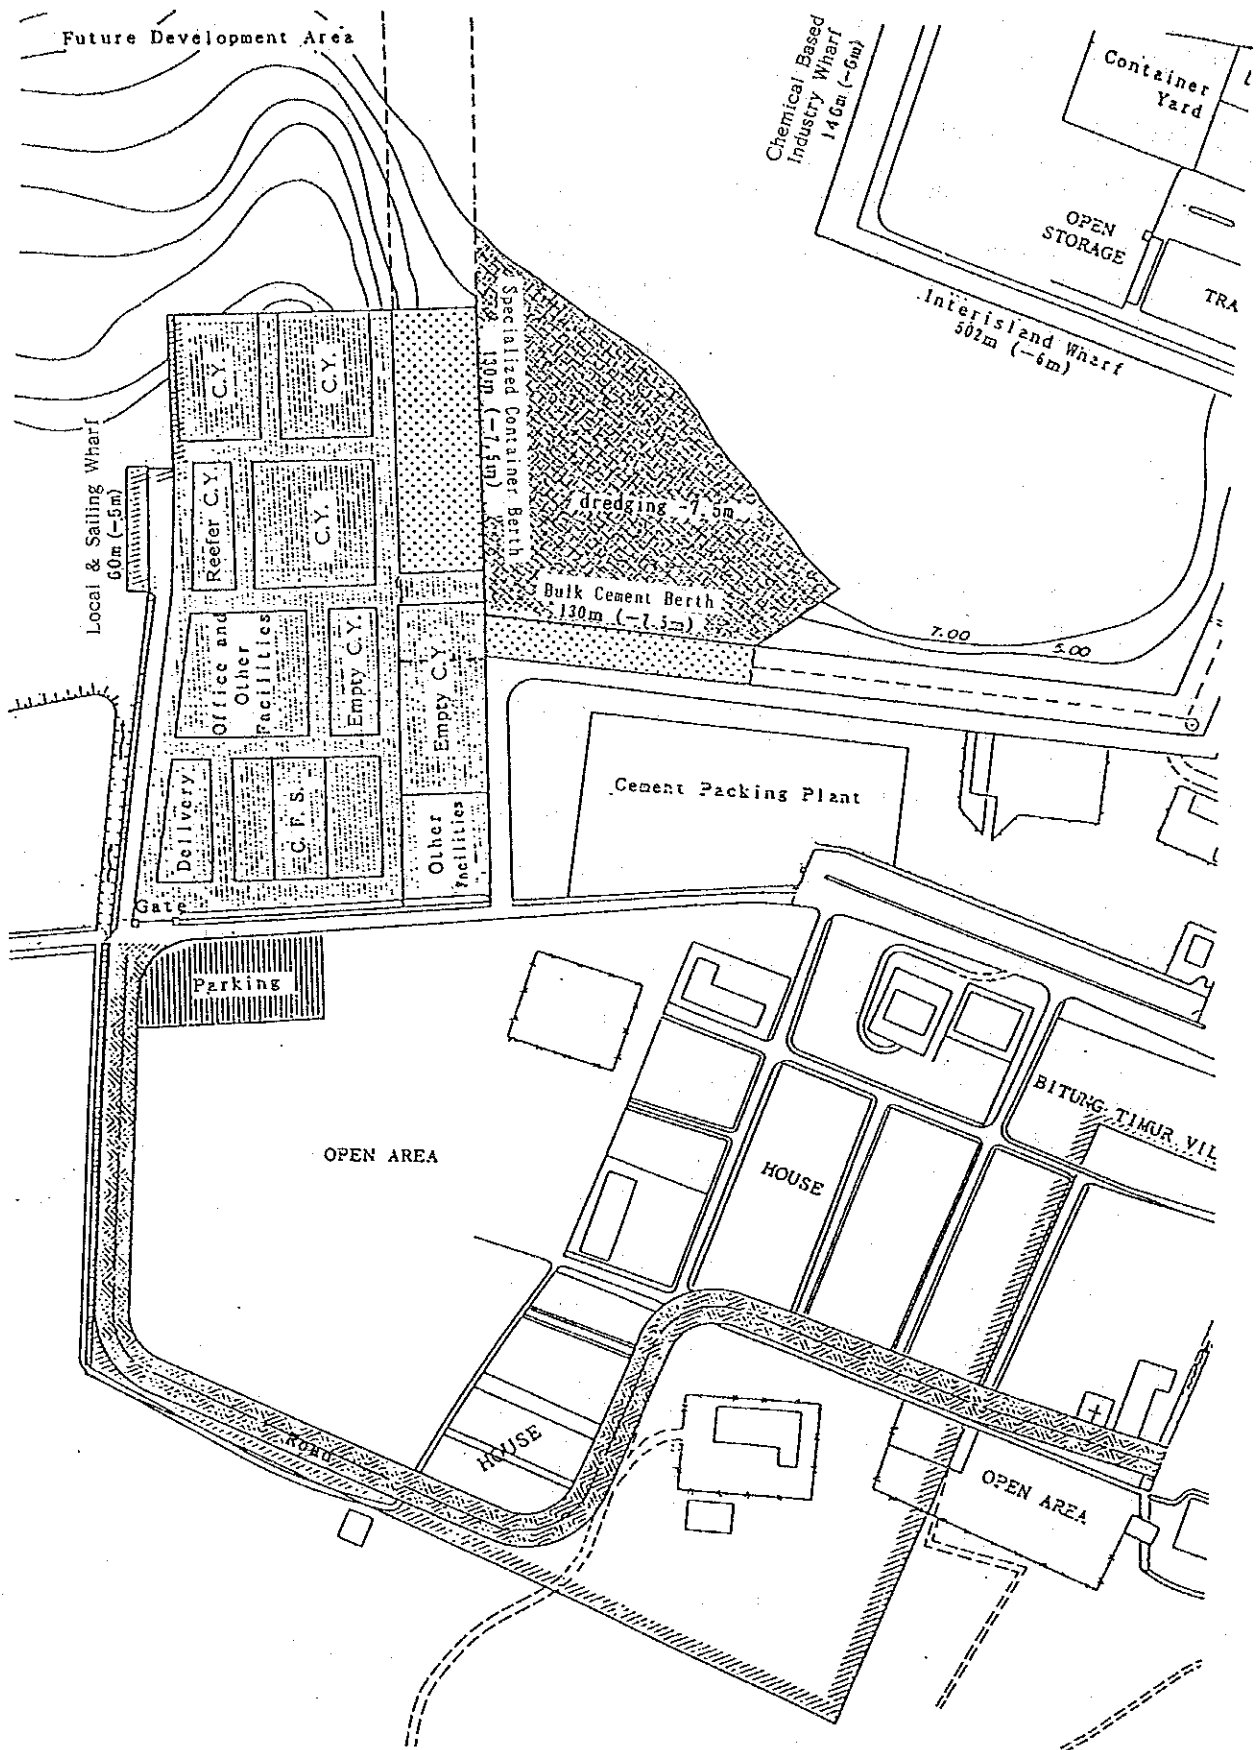 Future Development Area
Chemical Based
Industry Wharf
146m (-6m)
Container
Yard
OPEN
STORAGE
TRA
Interisland Wharf
502m (-6m)
Specialized Container Berth
130m (-7.5m)
C.Y.
C.Y.
Local & Sailing Wharf
60m (-5m)
Reefer C.Y.
C.Y.
dredging -7.5m
Bulk Cement Berth
130m (-7.5m)
7.00
5.00
Office and
Other
Facilities
Empty C.Y.
Empty C.Y.
Cement Packing Plant
Delivery
C. F. S.
Other
Facilities
Gate
Parking
OPEN AREA
BITUNG TIMUR VIL
HOUSE
ROAD
HOUSE
OPEN AREA